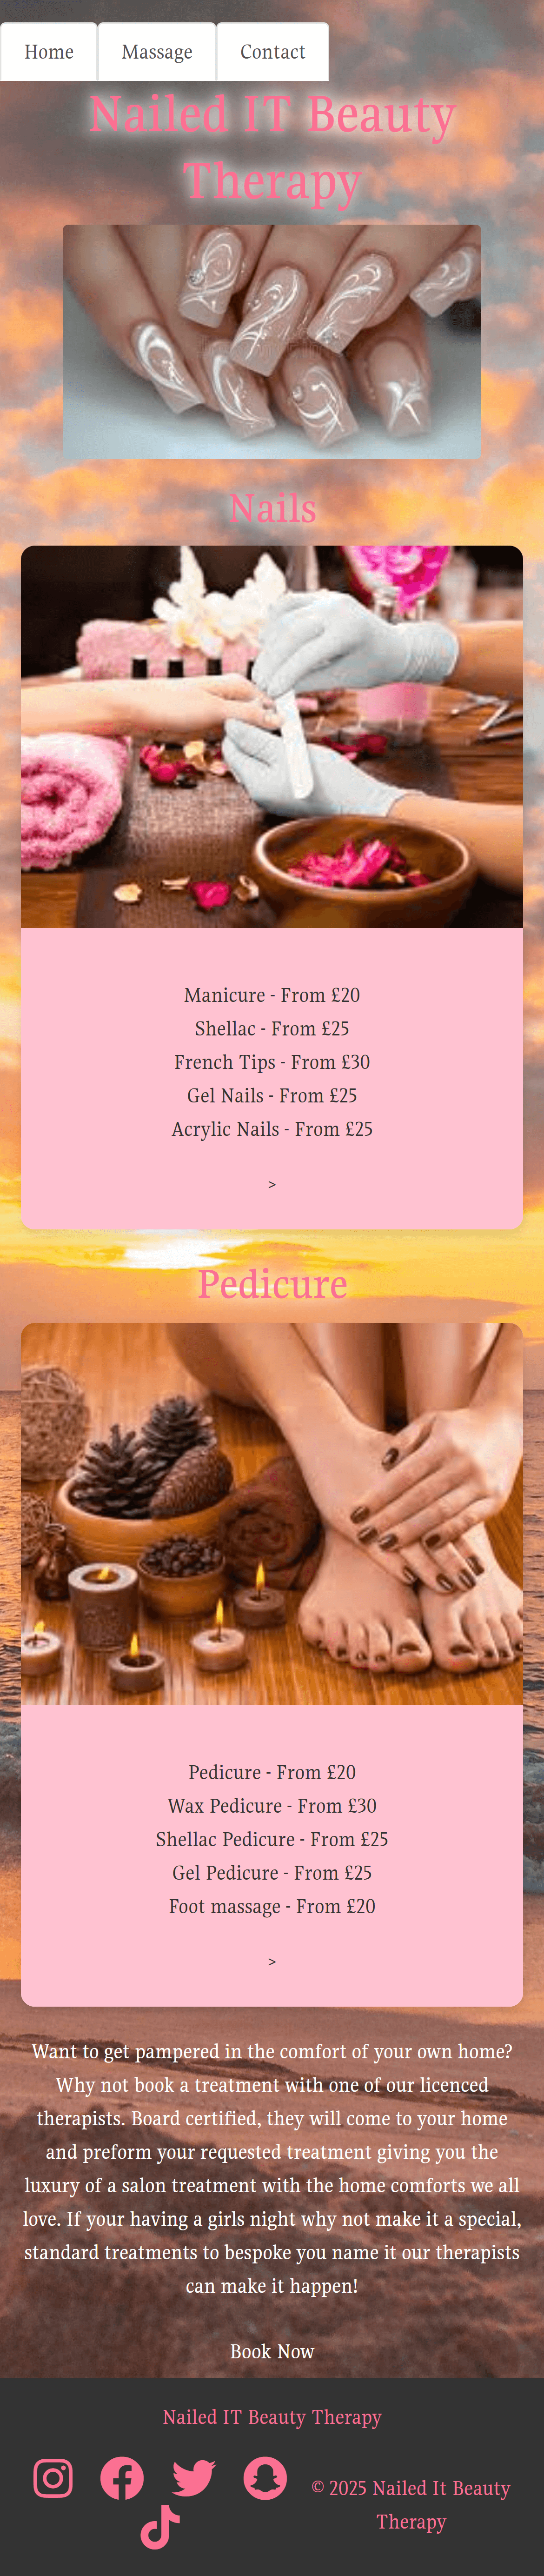 Home Massage Contact
Nailed IT Beauty
Therapy
Nails
Manicure - From £20
Shellac - From £25
French Tips - From £30
Gel Nails - From £25
Acrylic Nails - From £25
>
Pedicure
Pedicure - From £20
Wax Pedicure - From £30
Shellac Pedicure - From £25
Gel Pedicure - From £25
Foot massage - From £20
>
Want to get pampered in the comfort of your own home?
Why not book a treatment with one of our licenced
therapists. Board certified, they will come to your home
and preform your requested treatment giving you the
luxury of a salon treatment with the home comforts we all
love. If your having a girls night why not make it a special,
standard treatments to bespoke you name it our therapists
can make it happen!
Book Now
Nailed IT Beauty Therapy
© 2025 Nailed It Beauty
Therapy